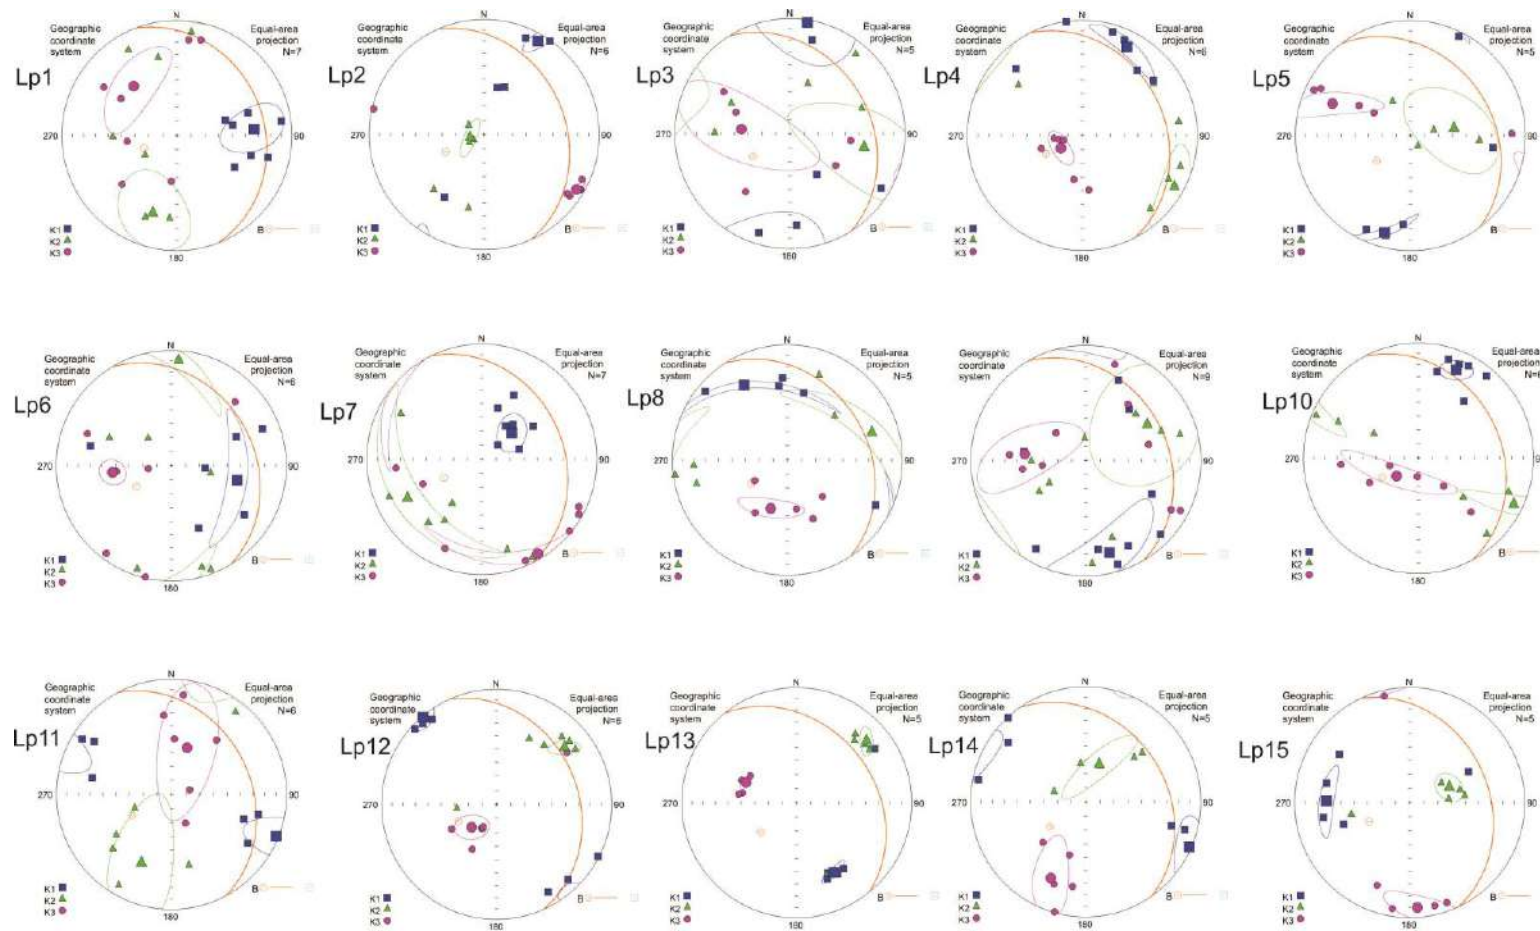 N
Geographic
coordinate
system
Equal-area
projection
N=7
Lp1
270
90
K1
K2
K3
B
180
N
Geographic
coordinate
system
Equal-area
projection
N=6
Lp2
270
90
K1
K2
K3
B
180
N
Geographic
coordinate
system
Equal-area
projection
N=5
Lp3
270
90
K1
K2
K3
B
180
N
Geographic
coordinate
system
Equal-area
projection
N=6
Lp4
270
90
K1
K2
K3
B
180
N
Geographic
coordinate
system
Equal-area
projection
N=5
Lp5
270
90
K1
K2
K3
B
180
N
Geographic
coordinate
system
Equal-area
projection
N=6
Lp6
270
90
K1
K2
K3
B
180
N
Geographic
coordinate
system
Equal-area
projection
N=7
Lp7
270
90
K1
K2
K3
B
180
N
Geographic
coordinate
system
Equal-area
projection
N=5
Lp8
270
90
K1
K2
K3
B
180
N
Geographic
coordinate
system
Equal-area
projection
N=9
270
90
K1
K2
K3
B
180
N
Geographic
coordinate
system
Equal-area
projection
N=6
Lp10
270
K1
K2
K3
B
180
N
Geographic
coordinate
system
Equal-area
projection
N=6
Lp11
270
90
K1
K2
K3
B
180
N
Geographic
coordinate
system
Equal-area
projection
N=6
Lp12
270
90
K1
K2
K3
B
180
N
Geographic
coordinate
system
Equal-area
projection
N=5
Lp13
270
90
K1
K2
K3
B
180
N
Geographic
coordinate
system
Equal-area
projection
N=5
Lp14
270
90
K1
K2
K3
B
180
N
Geographic
coordinate
system
Equal-area
projection
N=5
Lp15
270
90
K1
K2
K3
B
180